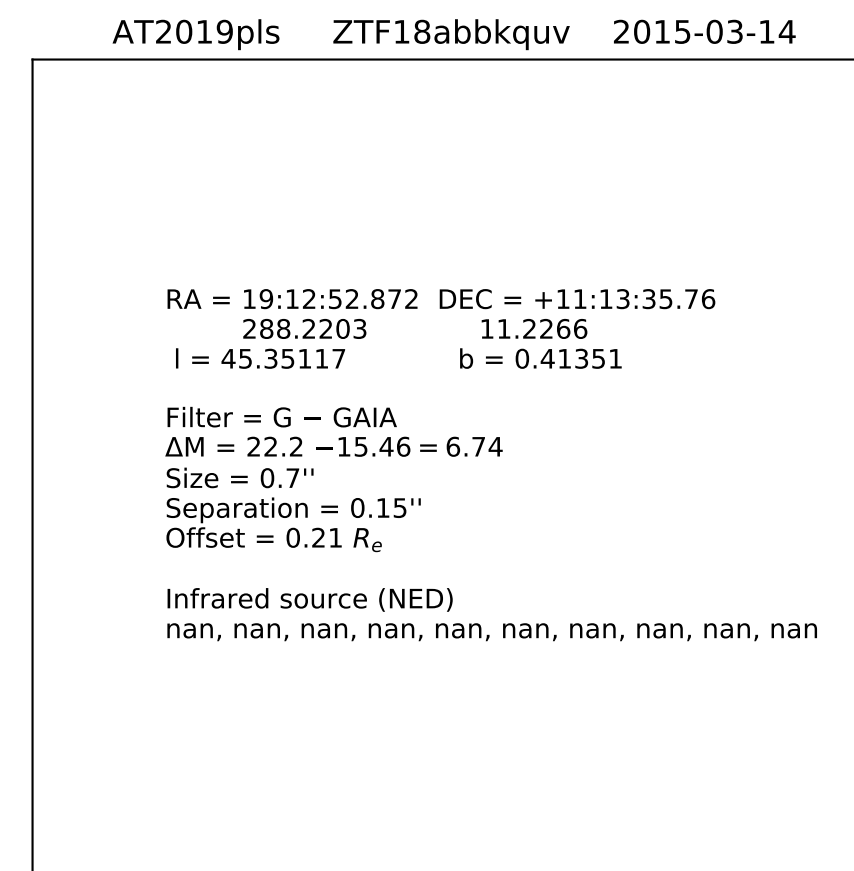 AT2019pls ZTF18abbkquv 2015-03-14
RA = 19:12:52.872 DEC = +11:13:35.76
288.2203 11.2266
l = 45.35117 b = 0.41351
Filter = G − GAIA
ΔM = 22.2 −15.46 = 6.74
Size = 0.7''
Separation = 0.15''
Offset = 0.21 Re
Infrared source (NED)
nan, nan, nan, nan, nan, nan, nan, nan, nan, nan